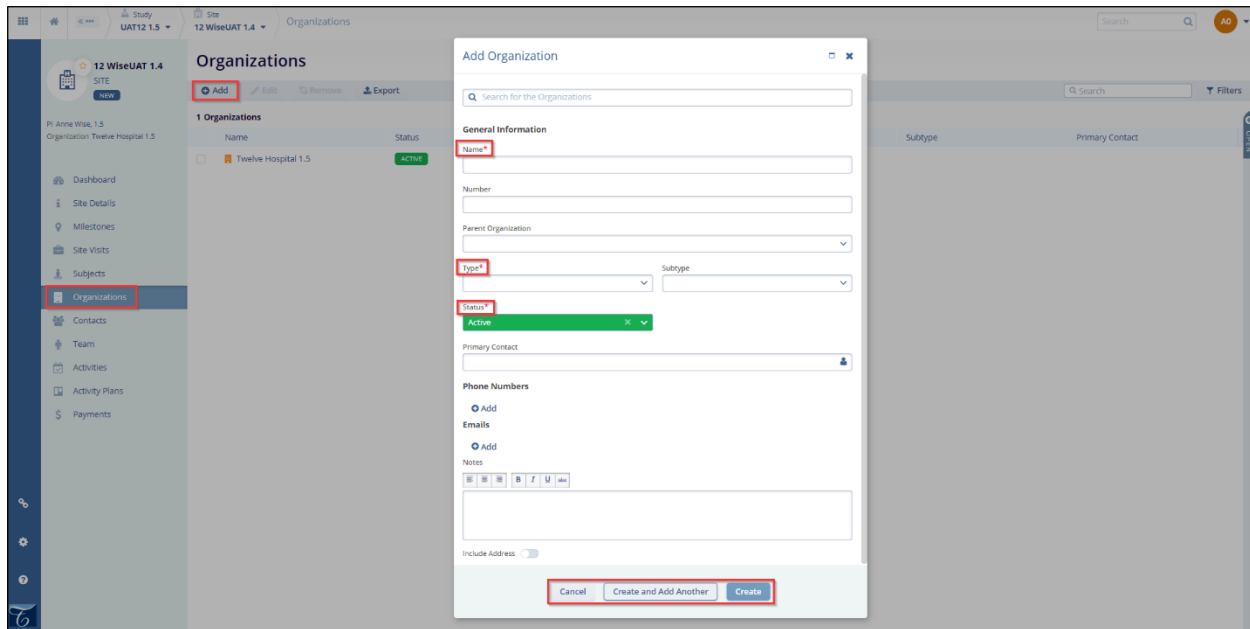 Study
UAT12 1.5
Site
12 WiseUAT 1.4
Organizations
Search
AO
12 WiseUAT 1.4
SITE
NEW
PI Anne Wise, 1.5
Organization Twelve Hospital 1.5
Dashboard
Site Details
Milestones
Site Visits
Subjects
Organizations
Contacts
Team
Activities
Activity Plans
Payments
Organizations
Add Edit Remove Export
Search
Filters
1 Organizations
Name Status Subtype Primary Contact
Twelve Hospital 1.5 ACTIVE
Add Organization
Search for the Organizations
General Information
Name*
Number
Parent Organization
Type* Subtype
Status*
Active
Primary Contact
Phone Numbers
Add
Emails
Add
Notes
B I U abc
Include Address
Cancel Create and Add Another Create